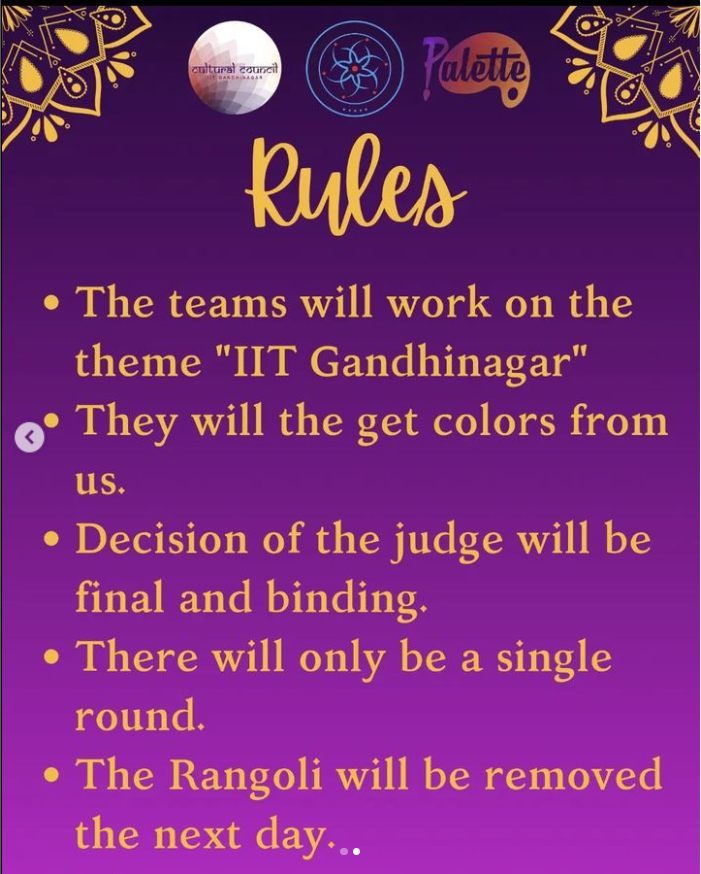 cultural council
IIT GANDHINAGAR
Palette
Rules
• The teams will work on the
theme "IIT Gandhinagar"
• They will the get colors from
us.
• Decision of the judge will be
final and binding.
• There will only be a single
round.
• The Rangoli will be removed
the next day.